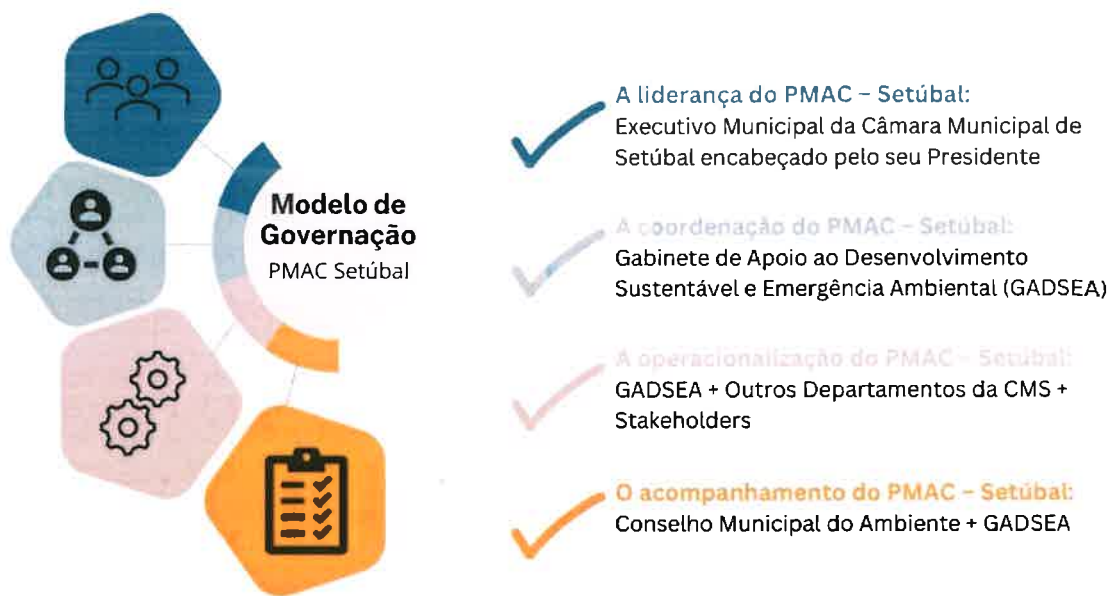 Modelo de
Governação
PMAC Setúbal
A liderança do PMAC – Setúbal:
Executivo Municipal da Câmara Municipal de
Setúbal encabeçado pelo seu Presidente
A coordenação do PMAC – Setúbal:
Gabinete de Apoio ao Desenvolvimento
Sustentável e Emergência Ambiental (GADSEA)
A operacionalização do PMAC – Setúbal:
GADSEA + Outros Departamentos da CMS +
Stakeholders
O acompanhamento do PMAC – Setúbal:
Conselho Municipal do Ambiente + GADSEA